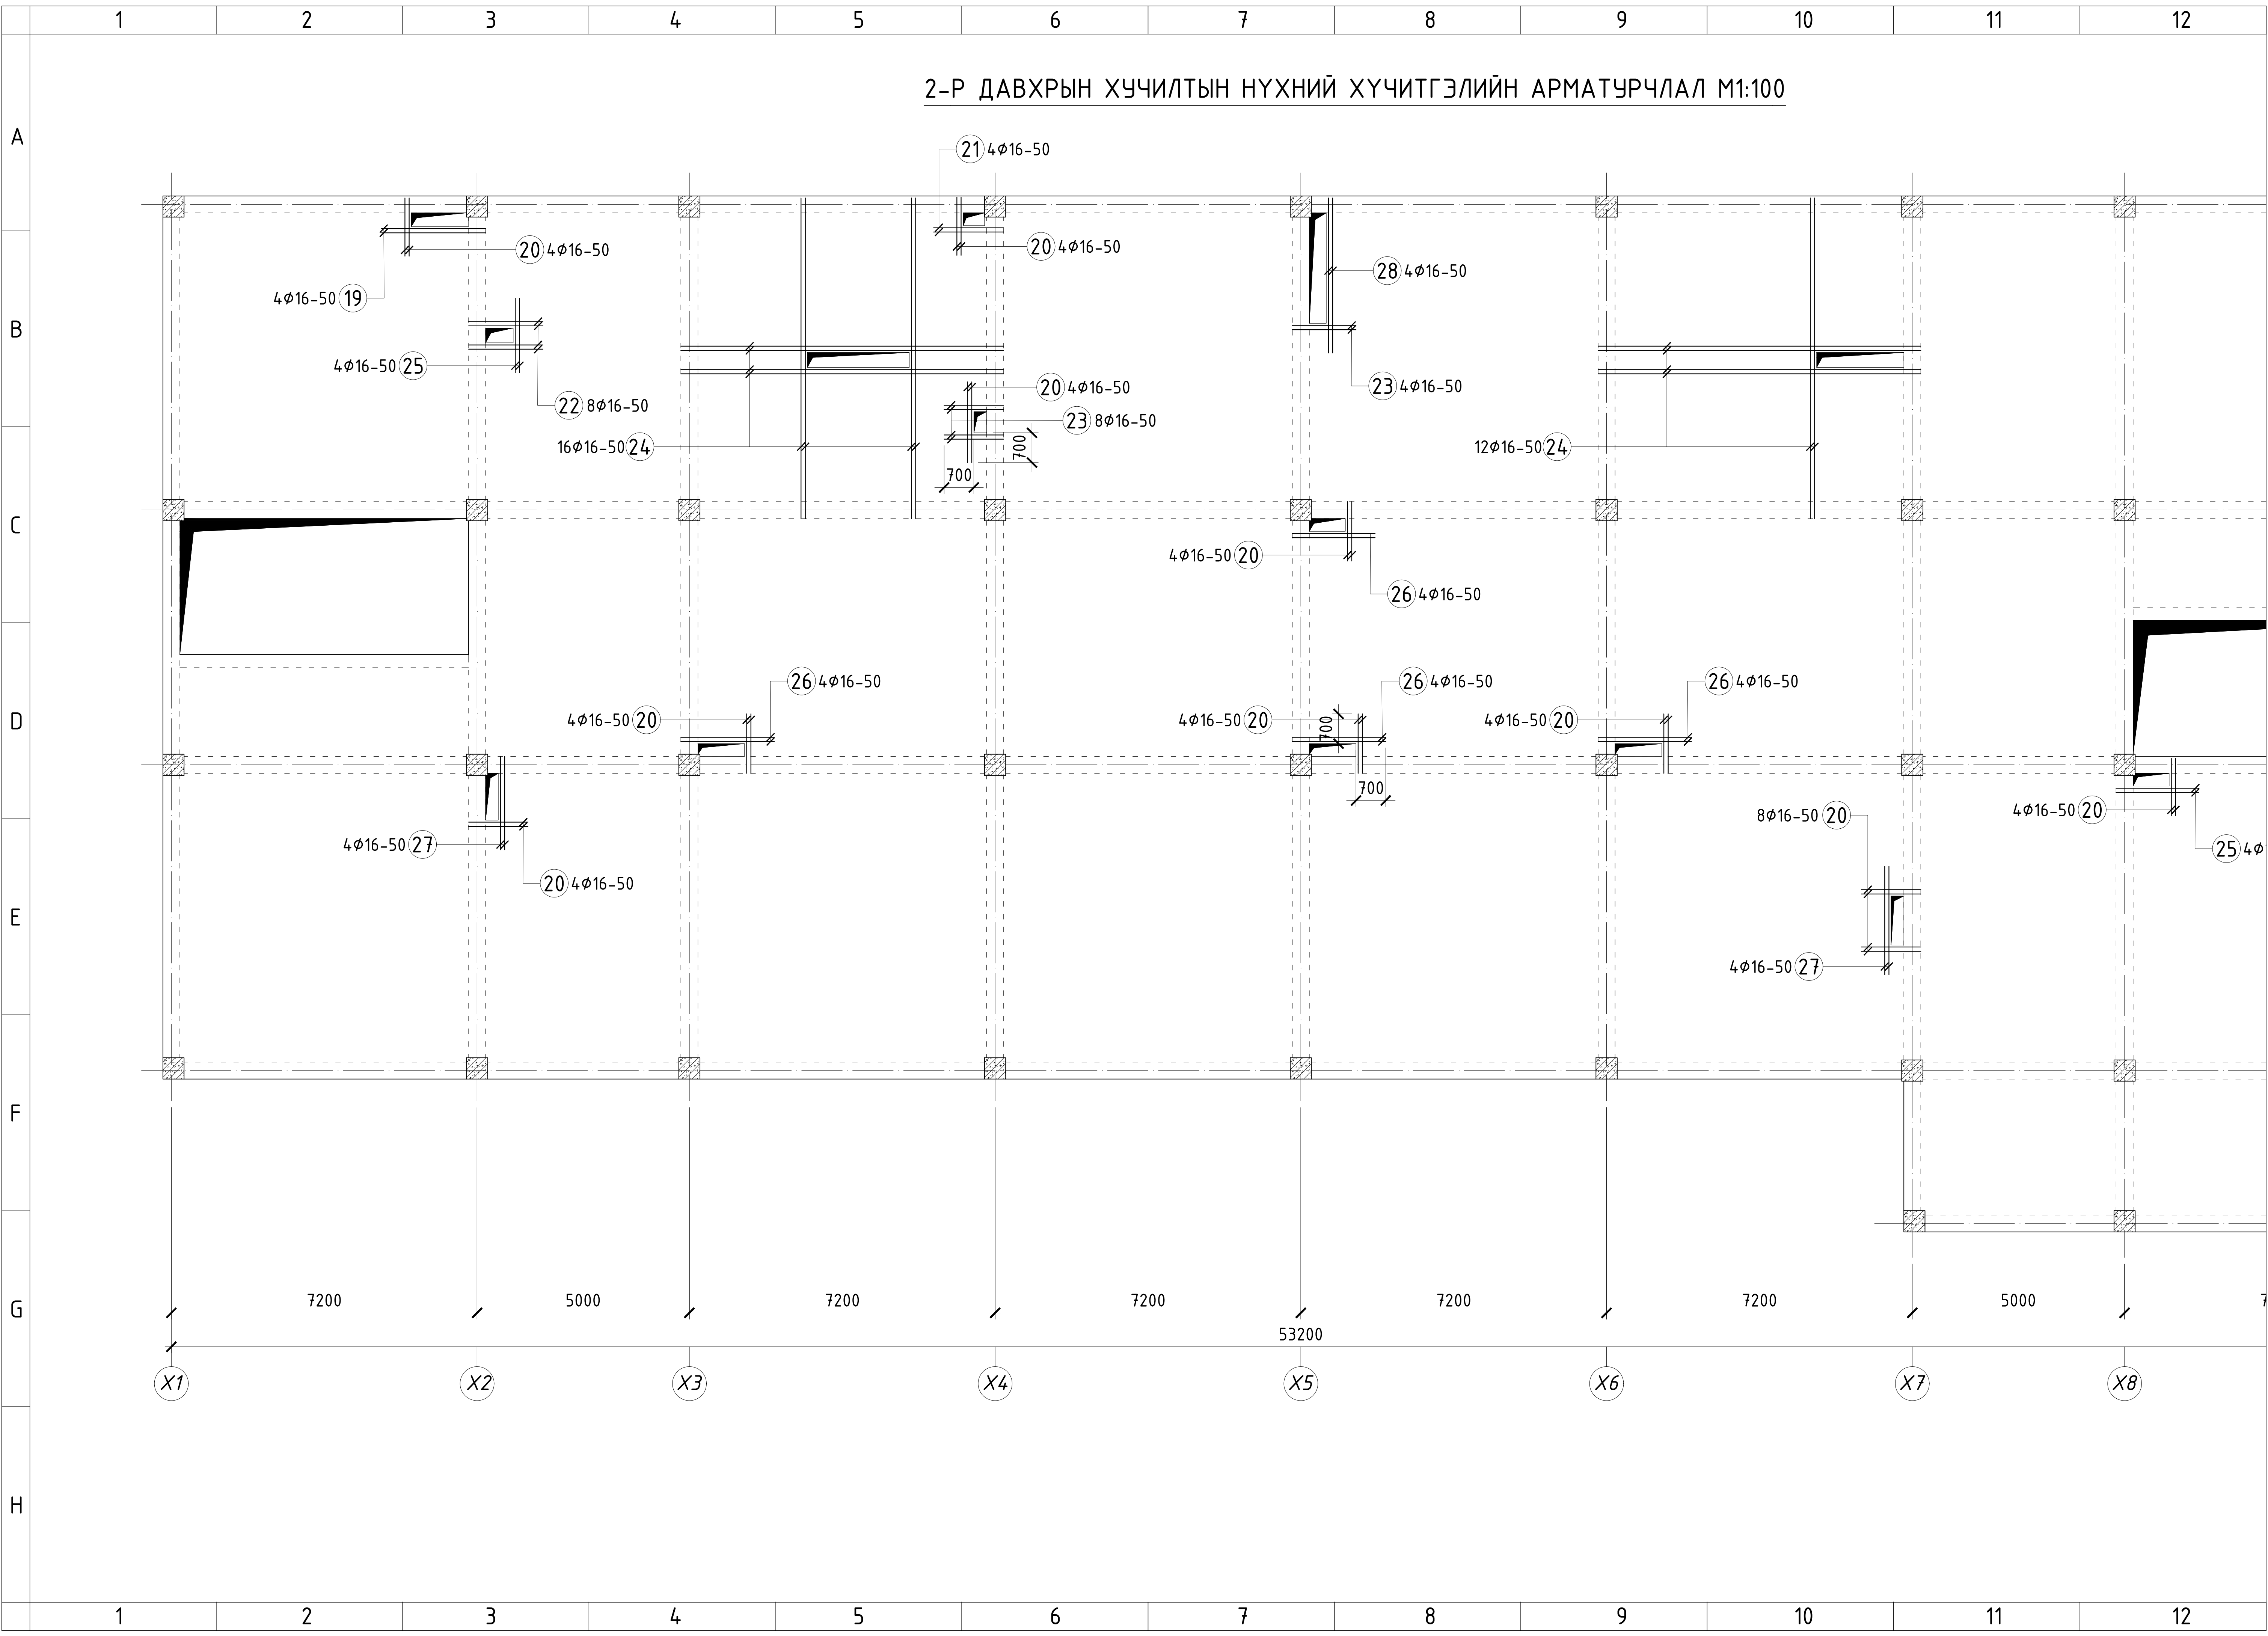 1 2 3 4 5 6 7 8 9 10 11 12
2-Р ДАВХРЫН ХУЧИЛТЫН НҮХНИЙ ХҮЧИТГЭЛИЙН АРМАТУРЧЛАЛ М1:100
A
21 4Ø16-50
20 4Ø16-50
20 4Ø16-50
28 4Ø16-50
4Ø16-50 19
B
4Ø16-50 25
20 4Ø16-50
23 4Ø16-50
22 8Ø16-50
23 8Ø16-50
16Ø16-50 24
700
12Ø16-50 24
700
C
4Ø16-50 20
26 4Ø16-50
26 4Ø16-50
26 4Ø16-50
26 4Ø16-50
D
4Ø16-50 20
4Ø16-50 20
700
4Ø16-50 20
700
8Ø16-50 20
4Ø16-50 20
4Ø16-50 27
25 4Ø
20 4Ø16-50
E
4Ø16-50 27
F
G
7200 5000 7200 7200 7200 7200 5000
53200
X1 X2 X3 X4 X5 X6 X7 X8
H
1 2 3 4 5 6 7 8 9 10 11 12